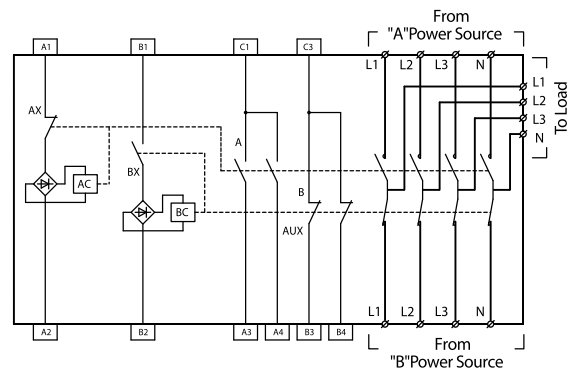 From
"A"Power Source
A1
B1
C1
C3
L1
L2
L3
N
L1
L2
L3
N
To Load
AX
A
BX
AC
BC
B
AUX
L1
L2
L3
N
A2
B2
A3
A4
B3
B4
From
"B"Power Source